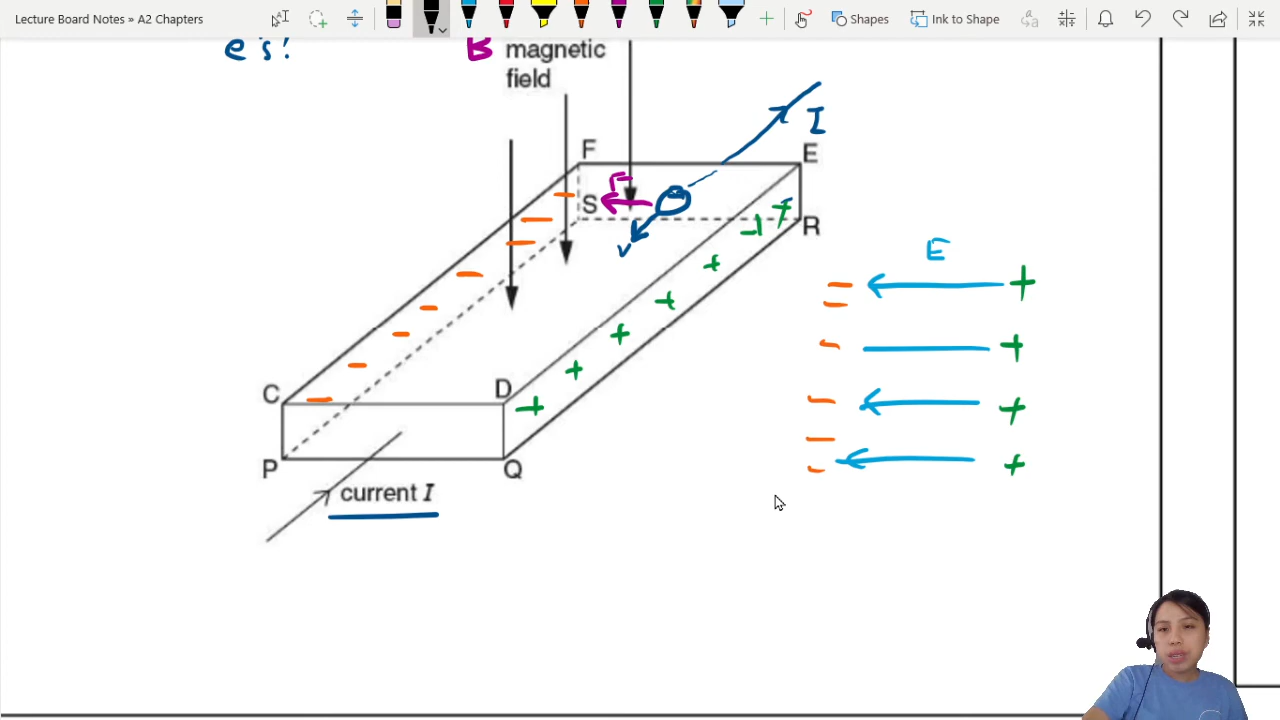 Lecture Board Notes » A2 Chapters
Shapes
Ink to Shape
e's?
B magnetic
field
I
F
E
F
S
R
v
E
C
D
P
Q
current I